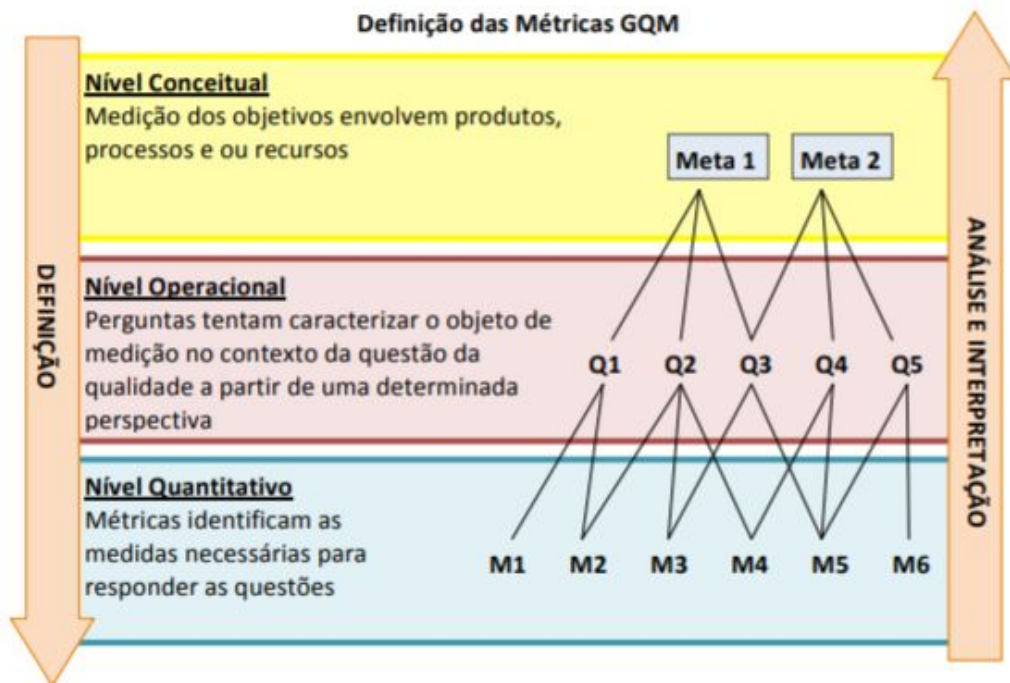 Definição das Métricas GQM
DEFINIÇÃO
Nível Conceitual
Medição dos objetivos envolvem produtos,
processos e ou recursos
Meta 1 Meta 2
Nível Operacional
Perguntas tentam caracterizar o objeto de
medição no contexto da questão da
qualidade a partir de uma determinada
perspectiva
Q1 Q2 Q3 Q4 Q5
Nível Quantitativo
Métricas identificam as
medidas necessárias para
responder as questões
M1 M2 M3 M4 M5 M6
ANÁLISE E INTERPRETAÇÃO